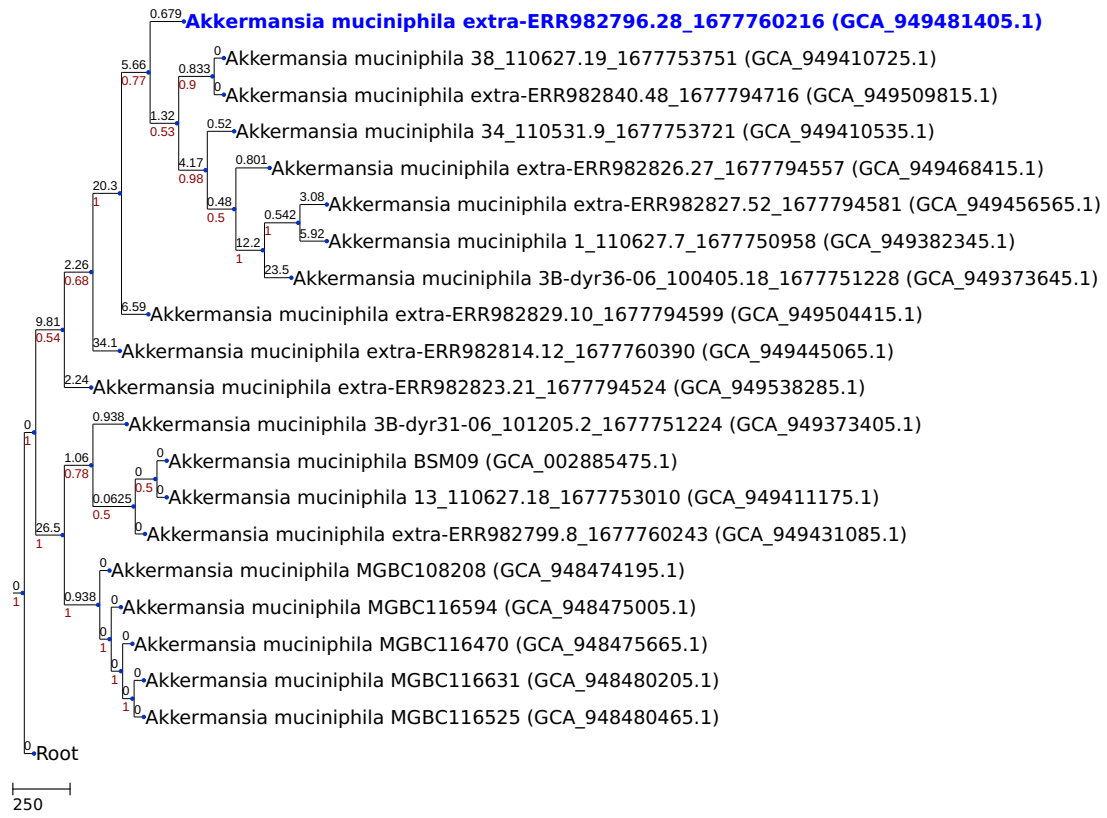 0.679
Akkermansia muciniphila extra-ERR982796.28_1677760216 (GCA_949481405.1)
0
Akkermansia muciniphila 38_110627.19_1677753751 (GCA_949410725.1)
5.66
0.833
0.77
0.9
0
Akkermansia muciniphila extra-ERR982840.48_1677794716 (GCA_949509815.1)
1.32
0.53
0.52
Akkermansia muciniphila 34_110531.9_1677753721 (GCA_949410535.1)
4.17
0.98
0.801
Akkermansia muciniphila extra-ERR982826.27_1677794557 (GCA_949468415.1)
20.3
1
3.08
Akkermansia muciniphila extra-ERR982827.52_1677794581 (GCA_949456565.1)
0.48
0.5
0.542
1
5.92
Akkermansia muciniphila 1_110627.7_1677750958 (GCA_949382345.1)
12.2
1
2.26
0.68
23.5
Akkermansia muciniphila 3B-dyr36-06_100405.18_1677751228 (GCA_949373645.1)
6.59
Akkermansia muciniphila extra-ERR982829.10_1677794599 (GCA_949504415.1)
9.81
0.54
34.1
Akkermansia muciniphila extra-ERR982814.12_1677760390 (GCA_949445065.1)
2.24
Akkermansia muciniphila extra-ERR982823.21_1677794524 (GCA_949538285.1)
0.938
Akkermansia muciniphila 3B-dyr31-06_101205.2_1677751224 (GCA_949373405.1)
0
1
1.06
0.78
0
Akkermansia muciniphila BSM09 (GCA_002885475.1)
0
0.5
0
Akkermansia muciniphila 13_110627.18_1677753010 (GCA_949411175.1)
0.0625
0.5
26.5
1
0
Akkermansia muciniphila extra-ERR982799.8_1677760243 (GCA_949431085.1)
0
Akkermansia muciniphila MGBC108208 (GCA_948474195.1)
0
1
0.938
1
0
Akkermansia muciniphila MGBC116594 (GCA_948475005.1)
0
1
0
Akkermansia muciniphila MGBC116470 (GCA_948475665.1)
0
1
0
Akkermansia muciniphila MGBC116631 (GCA_948480205.1)
0
1
0
Akkermansia muciniphila MGBC116525 (GCA_948480465.1)
0
Root
250